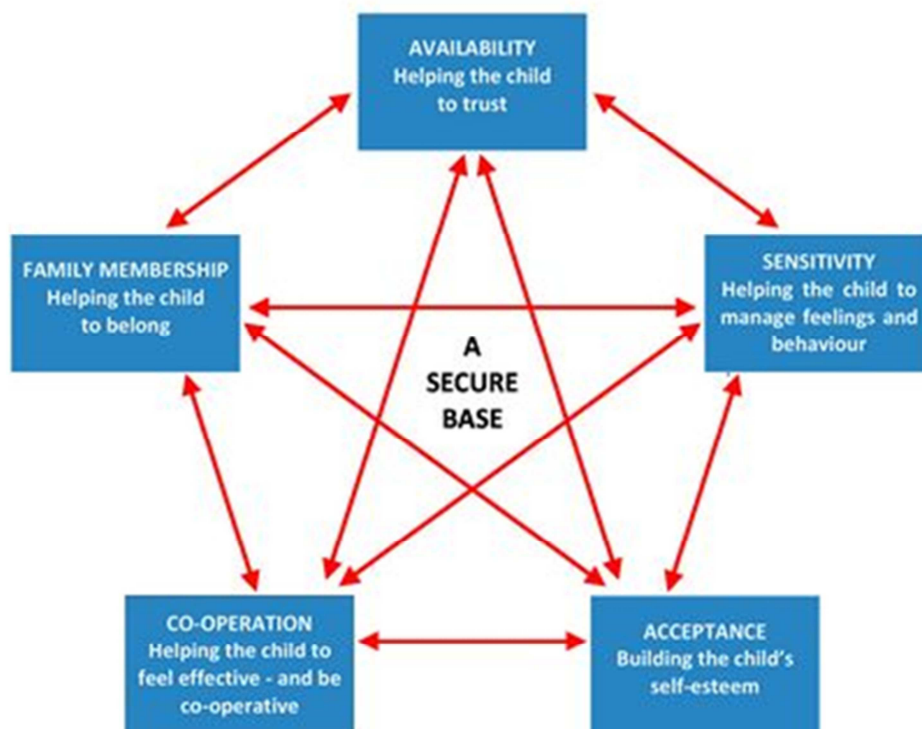 AVAILABILITY
Helping the child
to trust
FAMILY MEMBERSHIP
Helping the child
to belong
SENSITIVITY
Helping the child to
manage feelings and
behaviour
A
SECURE
BASE
CO-OPERATION
Helping the child to
feel effective - and be
co-operative
ACCEPTANCE
Building the child's
self-esteem